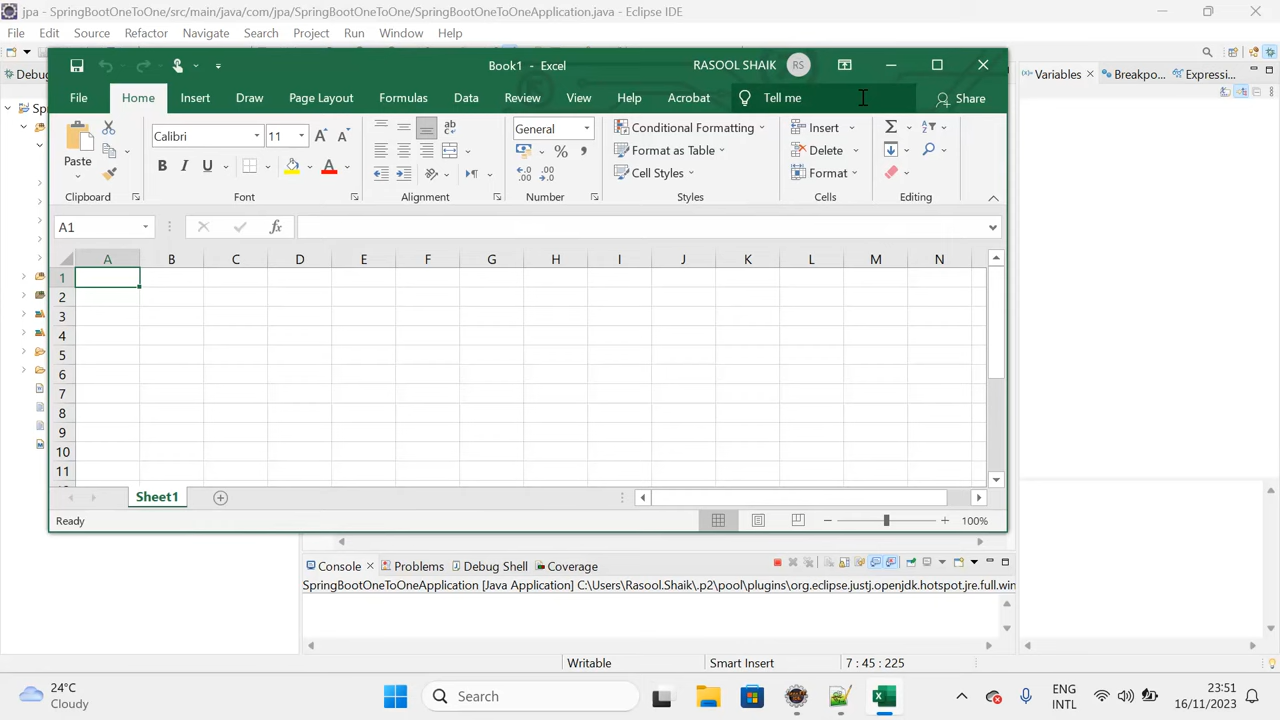 jpa - SpringBootOneToOne/src/main/java/com/jpa/SpringBootOneToOne/SpringBootOneToOneApplication.java - Eclipse IDE
File Edit Source Refactor Navigate Search Project Run Window Help
Debu
Variables Breakpo... Expressi...
Book1 - Excel RASOOL SHAIK RS
File Home Insert Draw Page Layout Formulas Data Review View Help Acrobat Tell me Share
Paste Calibri 11 General Conditional Formatting Insert
Format as Table Delete
Cell Styles Format
Clipboard Font Alignment Number Styles Cells Editing
A1 fx
A B C D E F G H I J K L M N
1
2
3
4
5
6
7
8
9
10
11
Sheet1
Ready 100%
Sp
Console Problems Debug Shell Coverage
SpringBootOneToOneApplication [Java Application] C:\Users\Rasool.Shaik\.p2\pool\plugins\org.eclipse.justj.openjdk.hotspot.jre.full.win
Writable Smart Insert 7 : 45 : 225
24°C
Cloudy
Search
ENG
INTL
23:51
16/11/2023